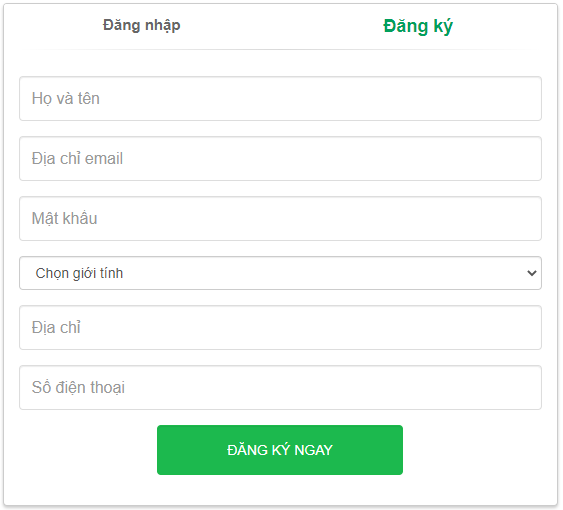 Đăng nhập
Đăng ký
Họ và tên
Địa chỉ email
Mật khẩu
Chọn giới tính
Địa chỉ
Số điện thoại
ĐĂNG KÝ NGAY